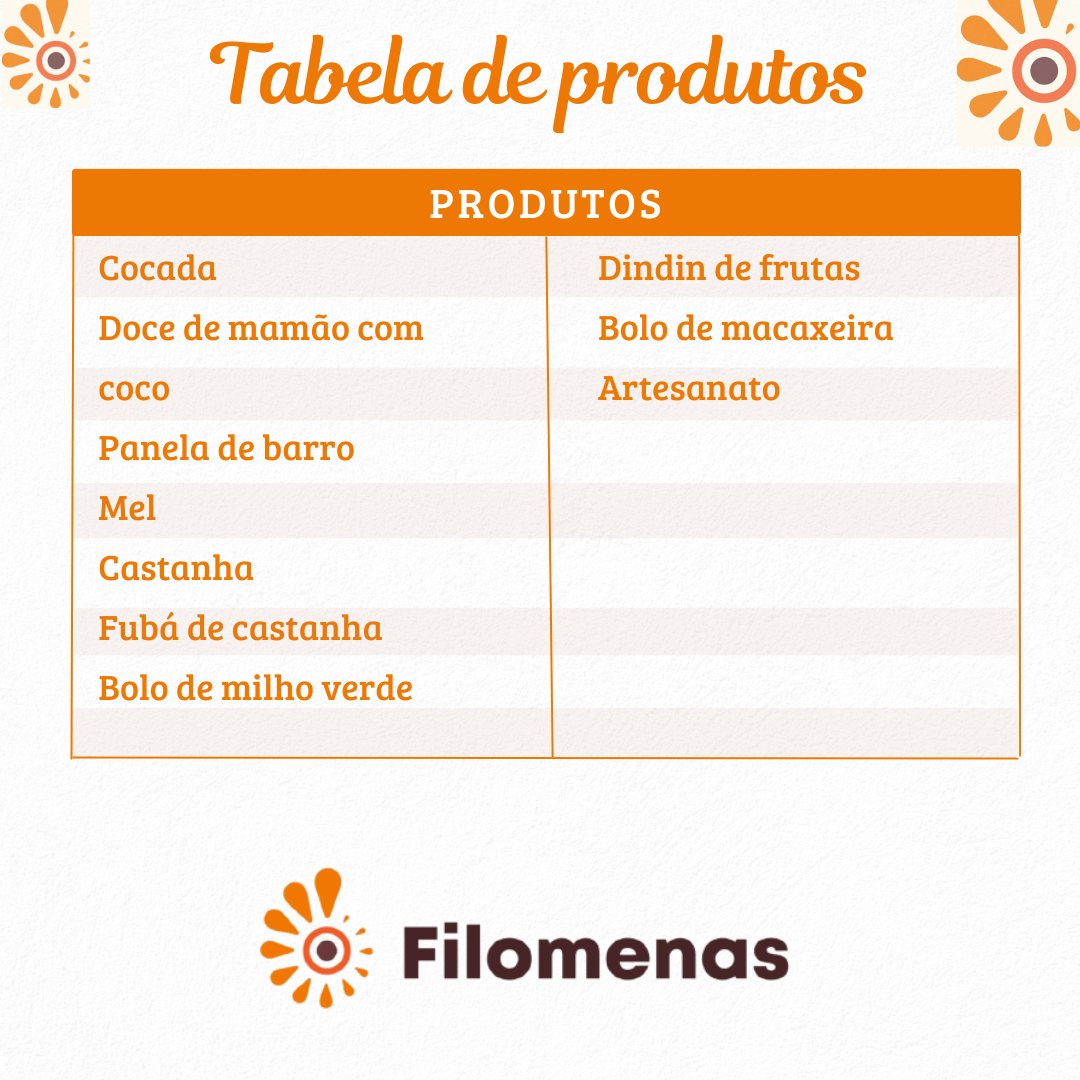 Tabela de produtos
PRODUTOS
Cocada
Doce de mamão com
coco
Panela de barro
Mel
Castanha
Fubá de castanha
Bolo de milho verde
Dindin de frutas
Bolo de macaxeira
Artesanato
Filomenas